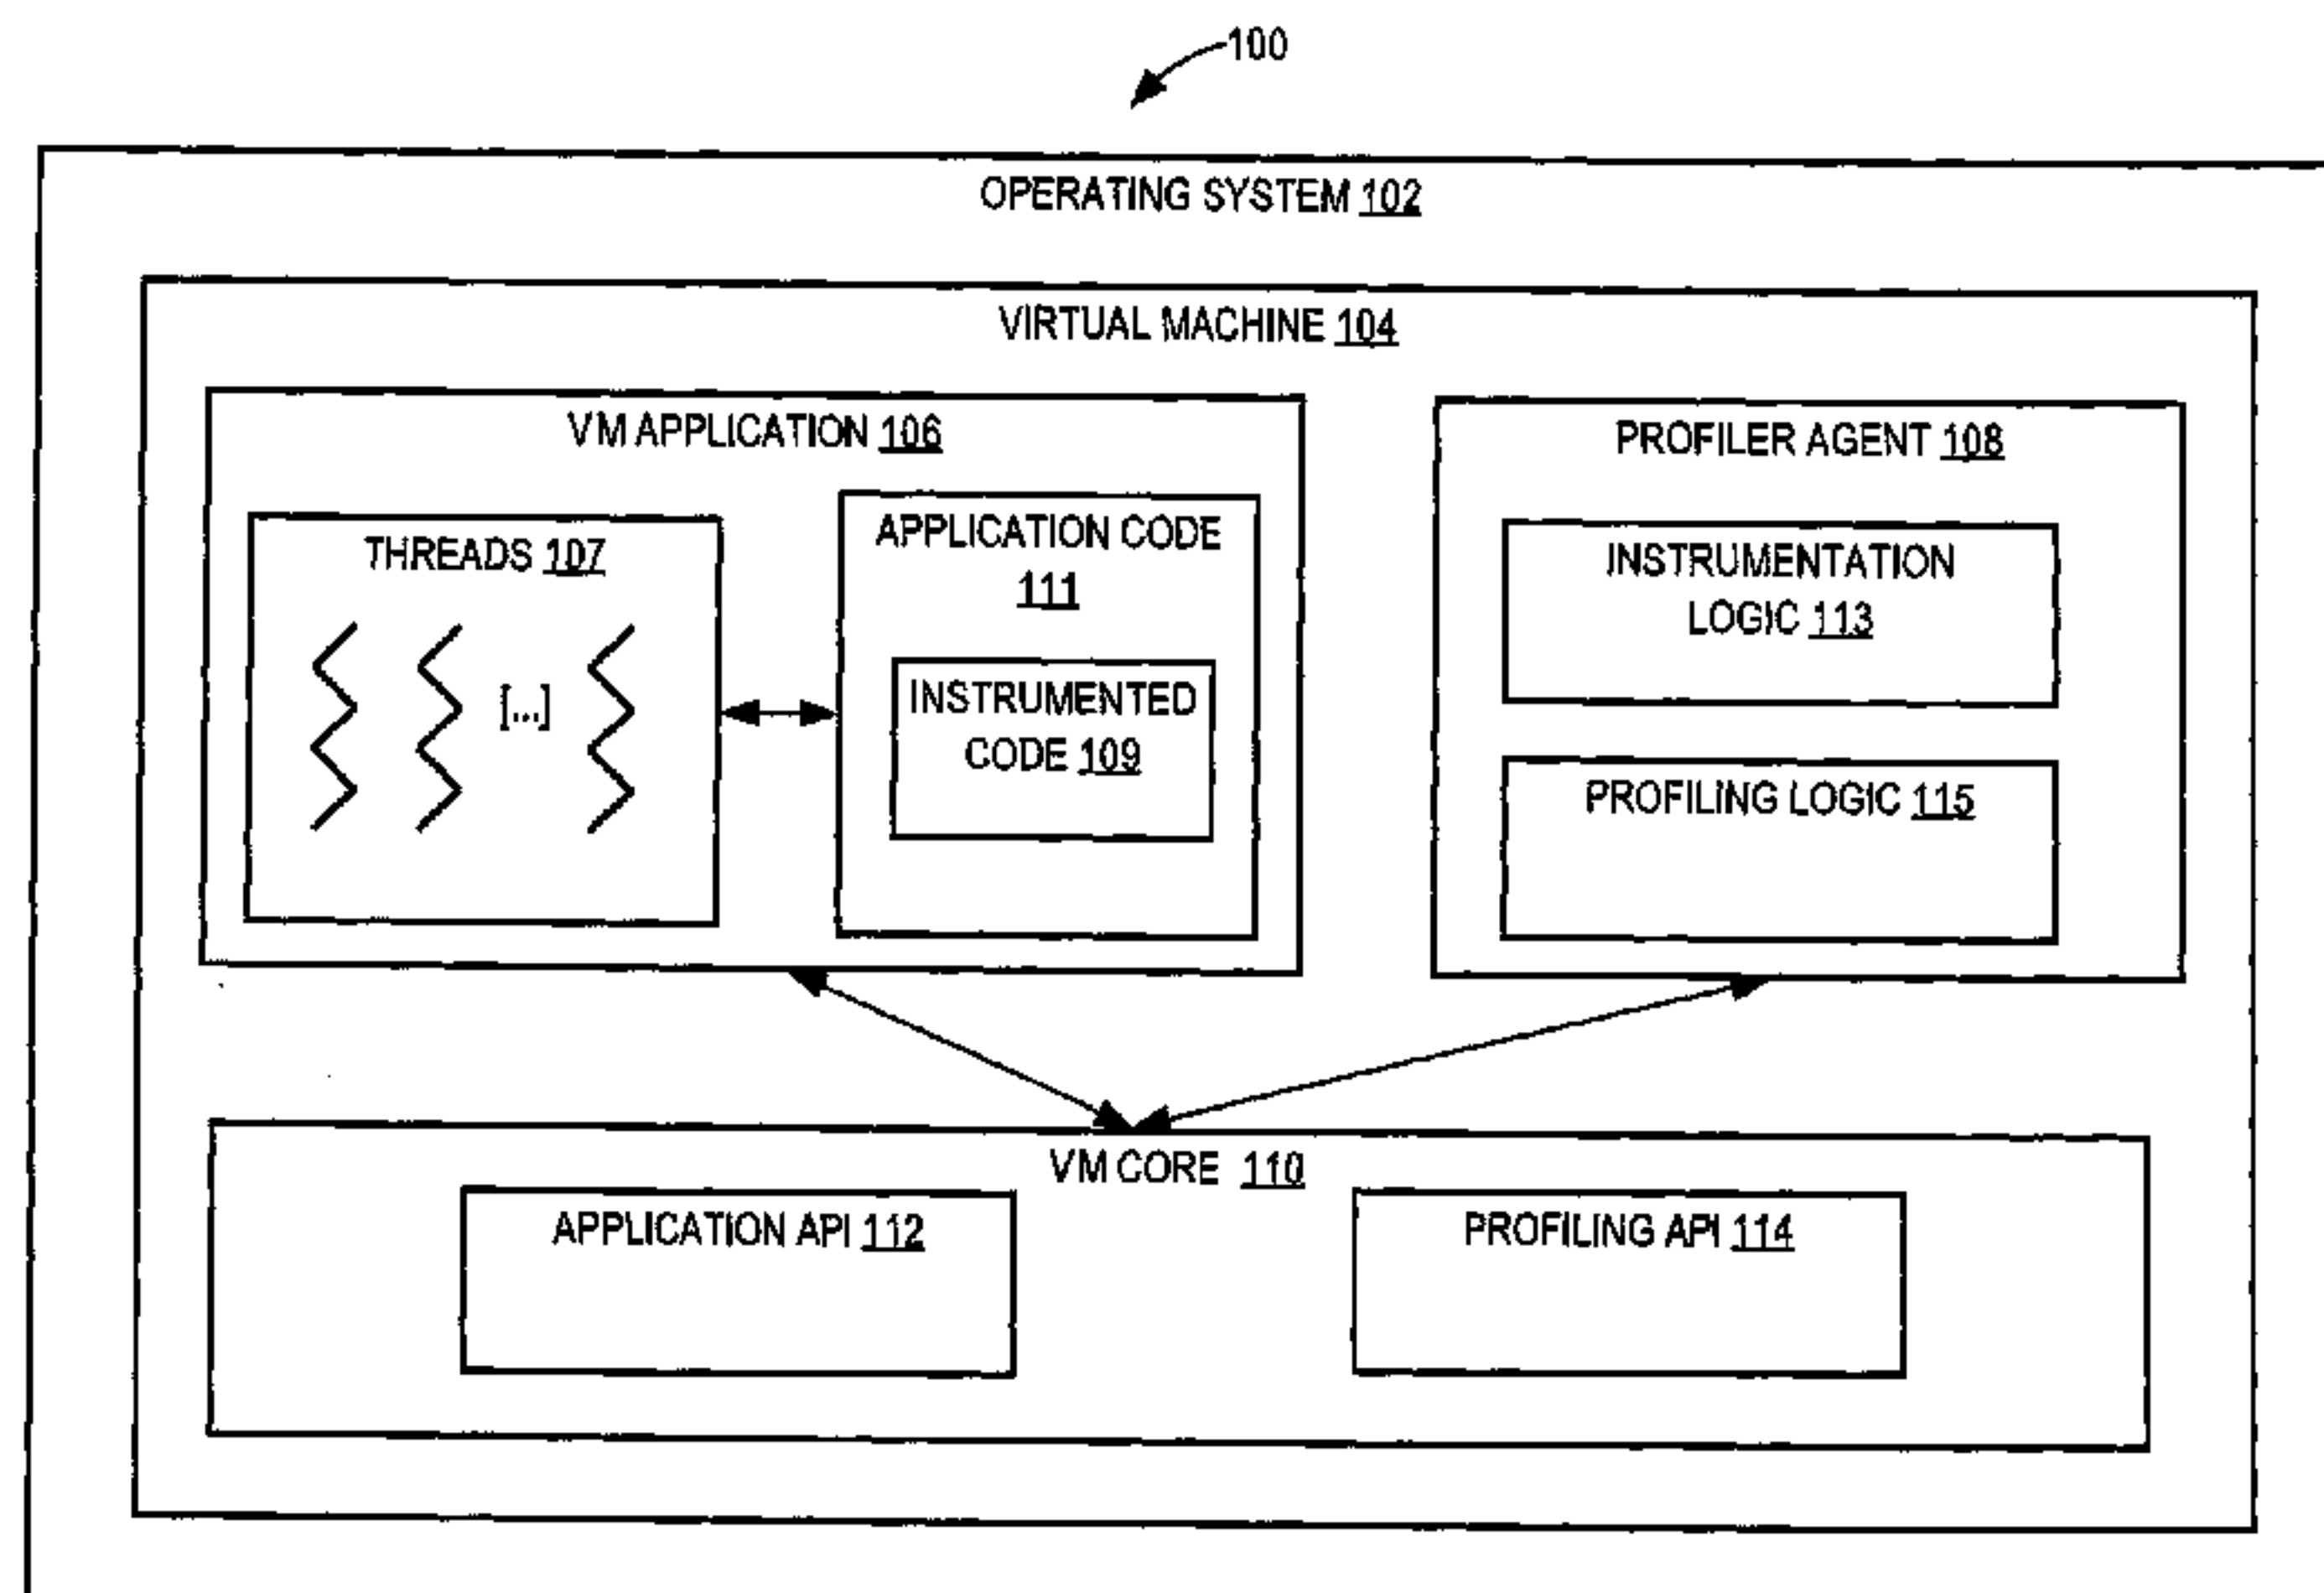 100
OPERATING SYSTEM 102
VIRTUAL MACHINE 104
VM APPLICATION 106
THREADS 107
[...]
APPLICATION CODE
111
INSTRUMENTED
CODE 109
PROFILER AGENT 108
INSTRUMENTATION
LOGIC 113
PROFILING LOGIC 115
VM CORE 110
APPLICATION API 112
PROFILING API 114